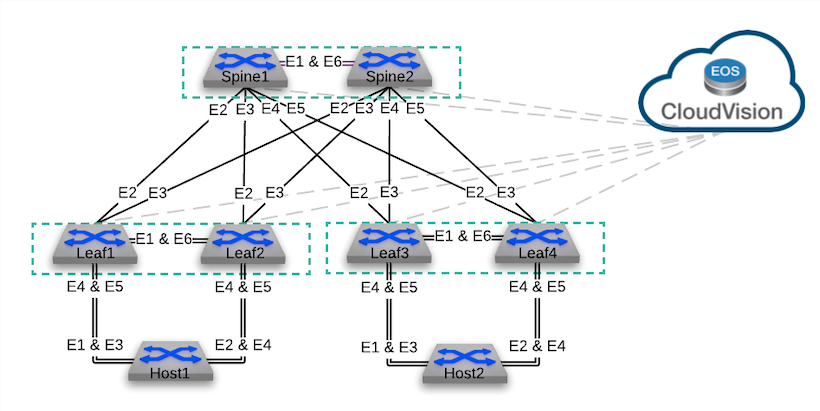 E1 & E6
Spine1
Spine2
EOS
CloudVision
E2
E3
E4
E5
E2
E3
E4
E5
E2
E3
E2
E3
E2
E3
E2
E3
E1 & E6
E1 & E6
Leaf1
Leaf2
Leaf3
Leaf4
E4 & E5
E4 & E5
E4 & E5
E4 & E5
E1 & E3
E2 & E4
E1 & E3
E2 & E4
Host1
Host2